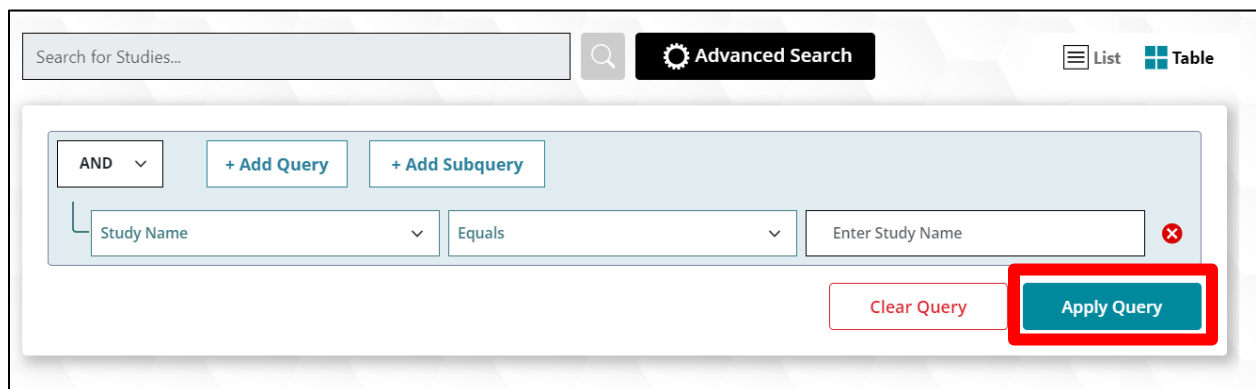 Search for Studies... Advanced Search List Table
AND + Add Query + Add Subquery
Study Name Equals Enter Study Name
Clear Query Apply Query